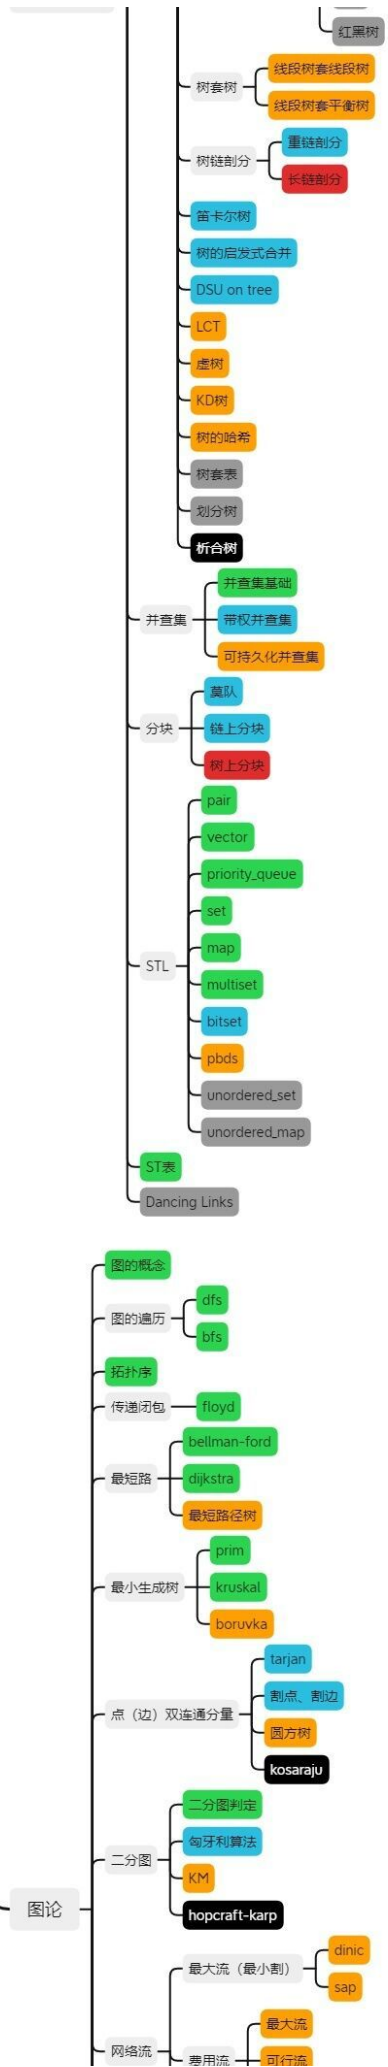 红黑树
树套树
线段树套线段树
线段树套平衡树
树链剖分
重链剖分
长链剖分
笛卡尔树
树的启发式合并
DSU on tree
LCT
虚树
KD树
树的哈希
树套表
划分树
析合树
并查集
并查集基础
带权并查集
可持久化并查集
分块
莫队
链上分块
树上分块
STL
pair
vector
priority_queue
set
map
multiset
bitset
pbds
unordered_set
unordered_map
ST表
Dancing Links
图论
图的概念
图的遍历
dfs
bfs
拓扑序
传递闭包
floyd
最短路
bellman-ford
dijkstra
最短路径树
最小生成树
prim
kruskal
boruvka
点（边）双连通分量
tarjan
割点、割边
圆方树
kosaraju
二分图
二分图判定
匈牙利算法
KM
hopcraft-karp
网络流
最大流（最小割）
dinic
sap
费用流
最大流
可行流